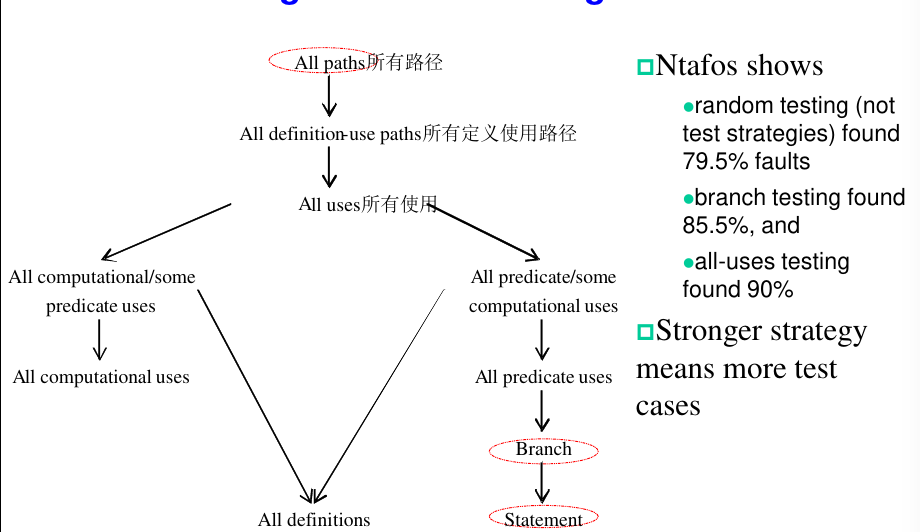 All paths所有路径
All definition-use paths所有定义使用路径
All uses所有使用
All computational/some
predicate uses
All predicate/some
computational uses
All computational uses
All predicate uses
Branch
All definitions
Statement
Ntafos shows
random testing (not
test strategies) found
79.5% faults
branch testing found
85.5%, and
all-uses testing
found 90%
Stronger strategy
means more test
cases